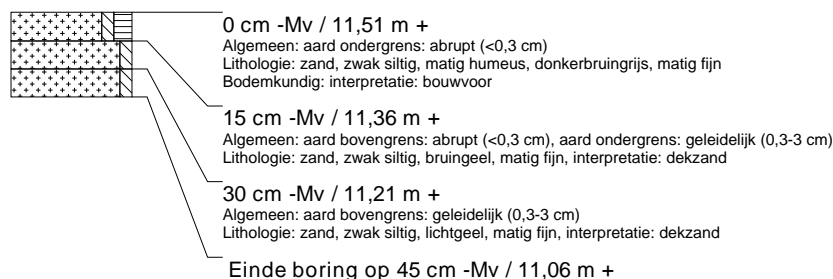 0 cm -Mv / 11,51 m +
Algemeen: aard ondergrens: abrupt (<0,3 cm)
Lithologie: zand, zwak siltig, matig humeus, donkerbruingrijs, matig fijn
Bodemkundig: interpretatie: bouwvoor
15 cm -Mv / 11,36 m +
Algemeen: aard bovengrens: abrupt (<0,3 cm), aard ondergrens: geleidelijk (0,3-3 cm)
Lithologie: zand, zwak siltig, bruingeel, matig fijn, interpretatie: dekzand
30 cm -Mv / 11,21 m +
Algemeen: aard bovengrens: geleidelijk (0,3-3 cm)
Lithologie: zand, zwak siltig, lichtgeel, matig fijn, interpretatie: dekzand
Einde boring op 45 cm -Mv / 11,06 m +